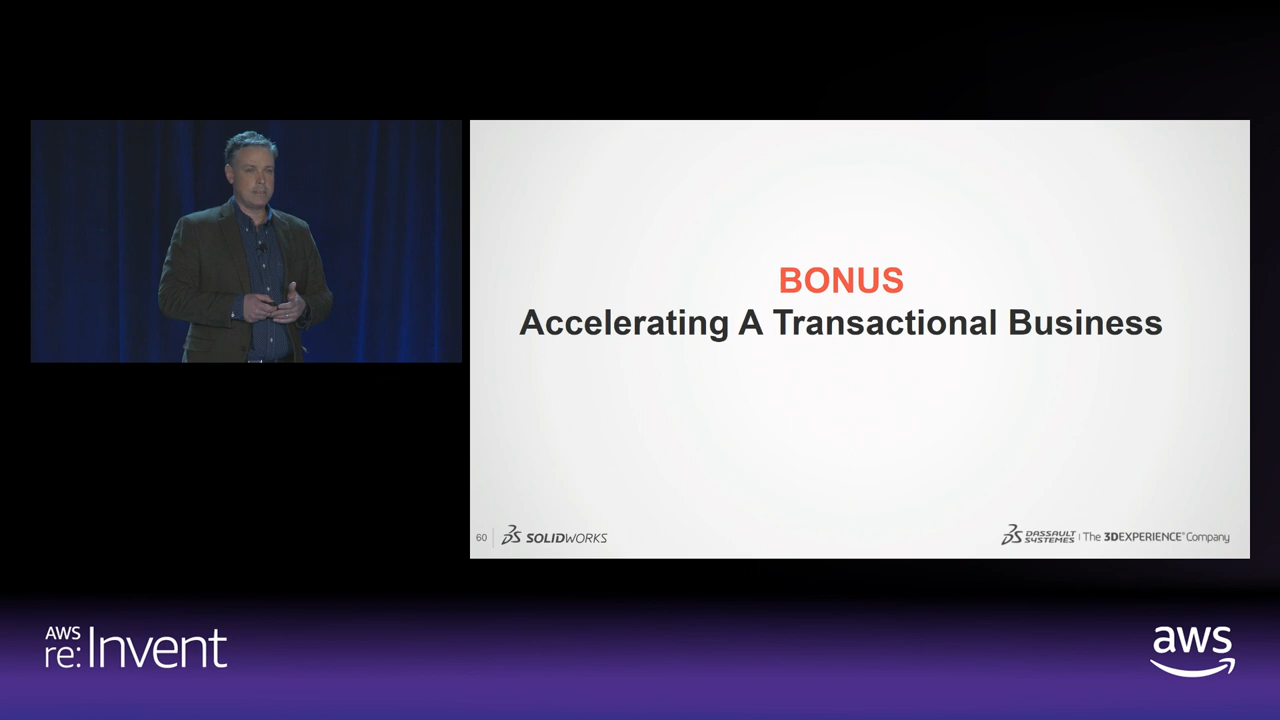 BONUS
Accelerating A Transactional Business
60
SOLIDWORKS
DASSAULT
SYSTEMES
The 3DEXPERIENCE® Company
AWS
re:Invent
aws